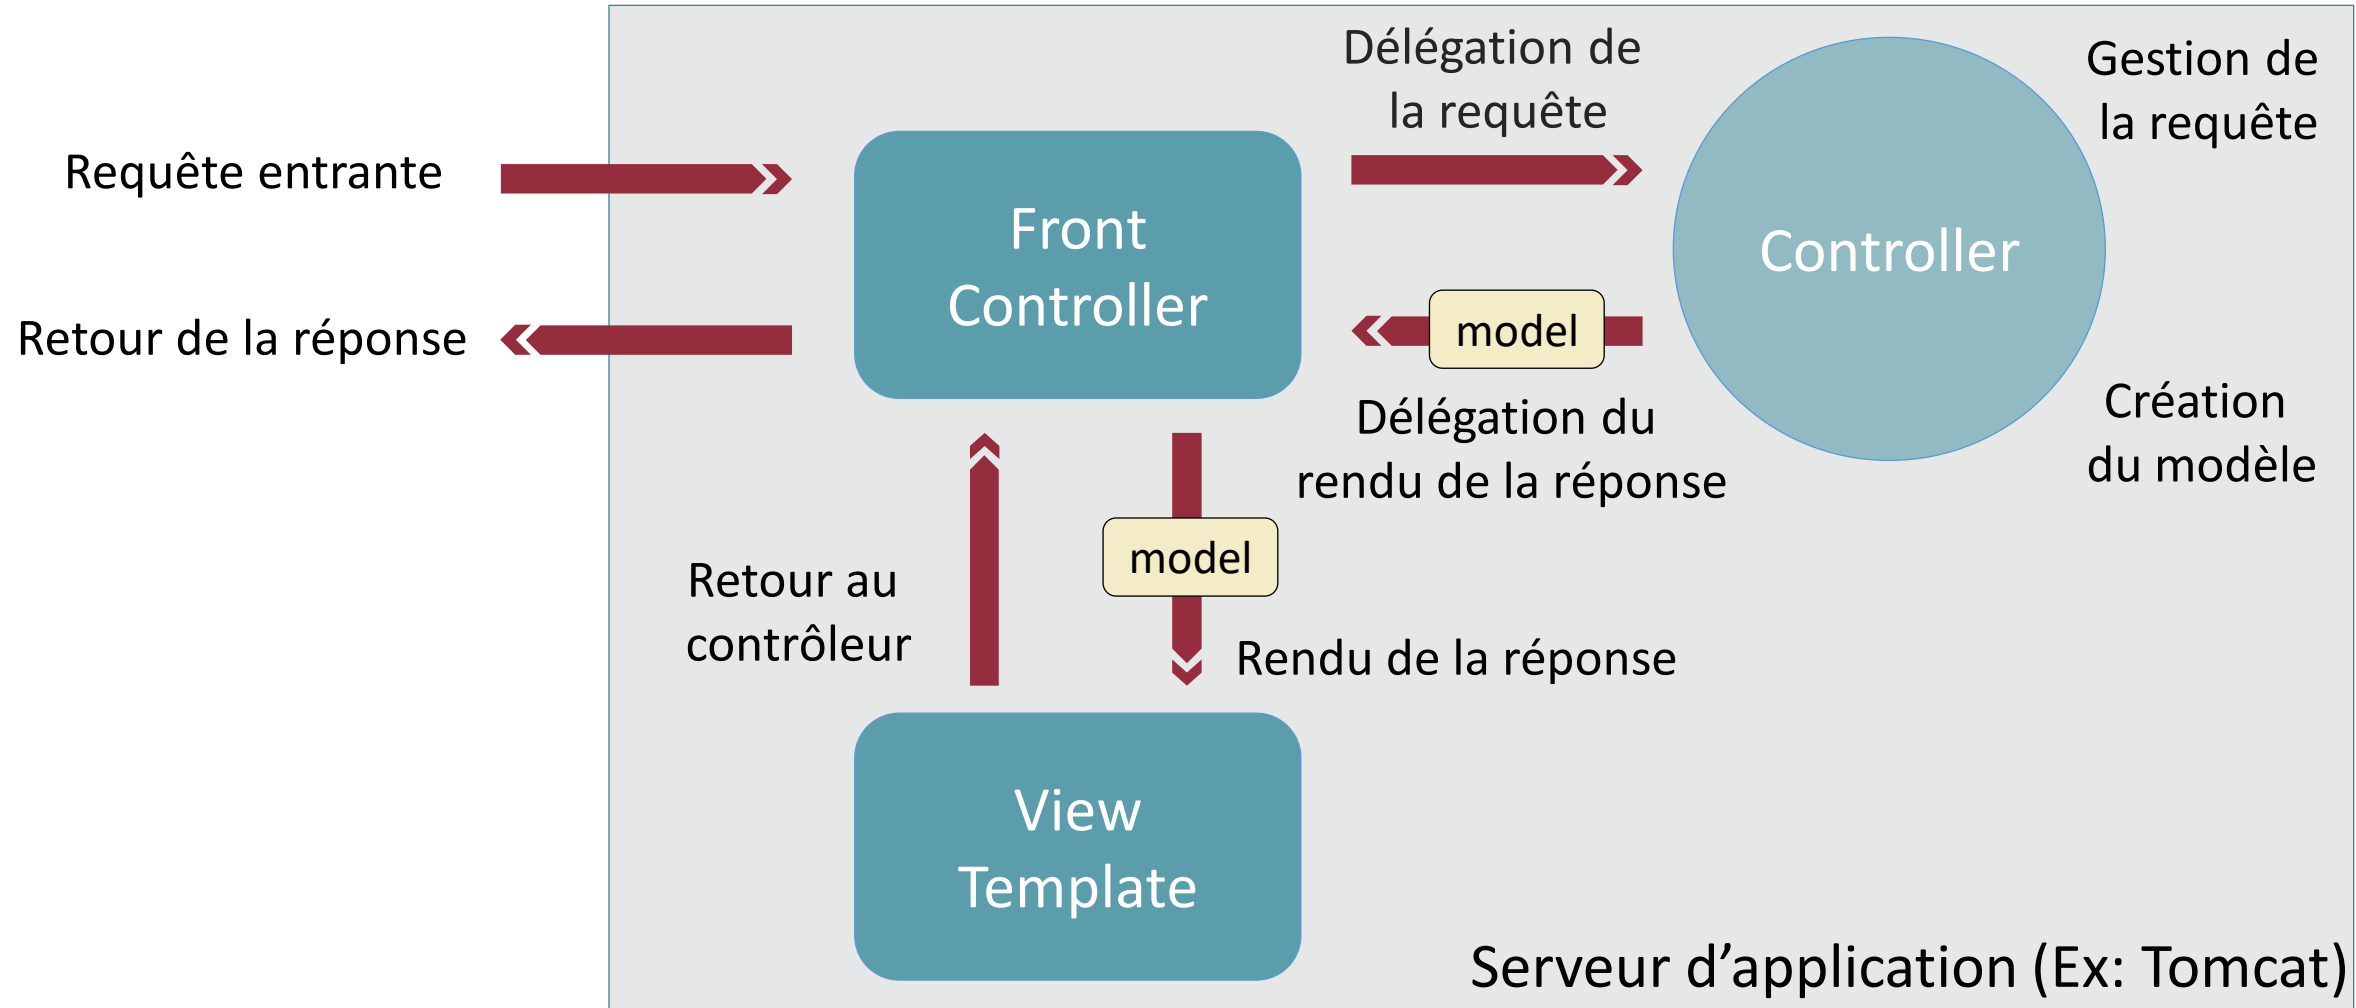 Requête entrante
Retour de la réponse
Front
Controller
Délégation de
la requête
Controller
Gestion de
la requête
model
Délégation du
rendu de la réponse
Création
du modèle
Retour au
contrôleur
model
Rendu de la réponse
View
Template
Serveur d’application (Ex: Tomcat)